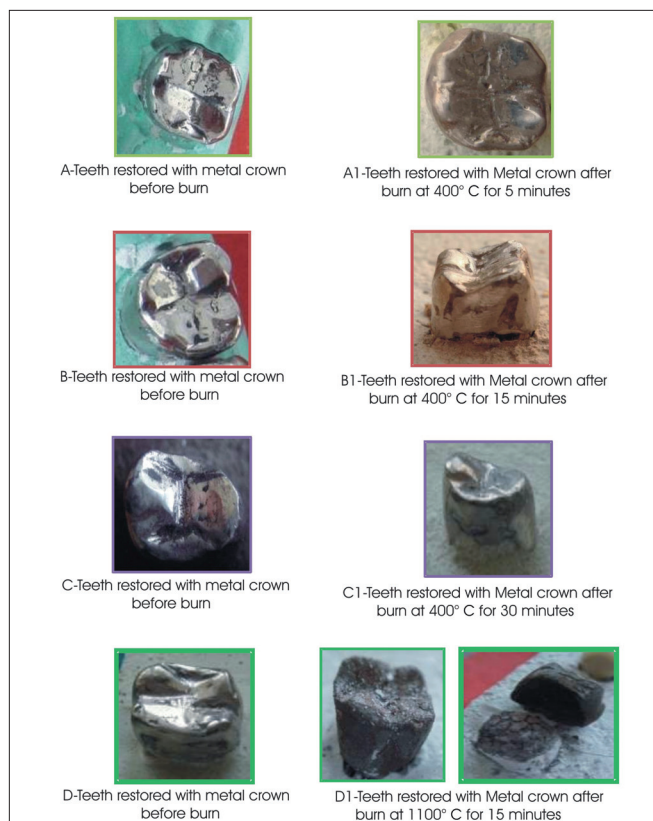 A-Teeth restored with metal crown
before burn
A1-Teeth restored with Metal crown after
burn at 400° C for 5 minutes
B-Teeth restored with metal crown
before burn
B1-Teeth restored with Metal crown after
burn at 400° C for 15 minutes
C-Teeth restored with metal crown
before burn
C1-Teeth restored with Metal crown after
burn at 400° C for 30 minutes
D-Teeth restored with metal crown
before burn
D1-Teeth restored with Metal crown after
burn at 1100° C for 15 minutes